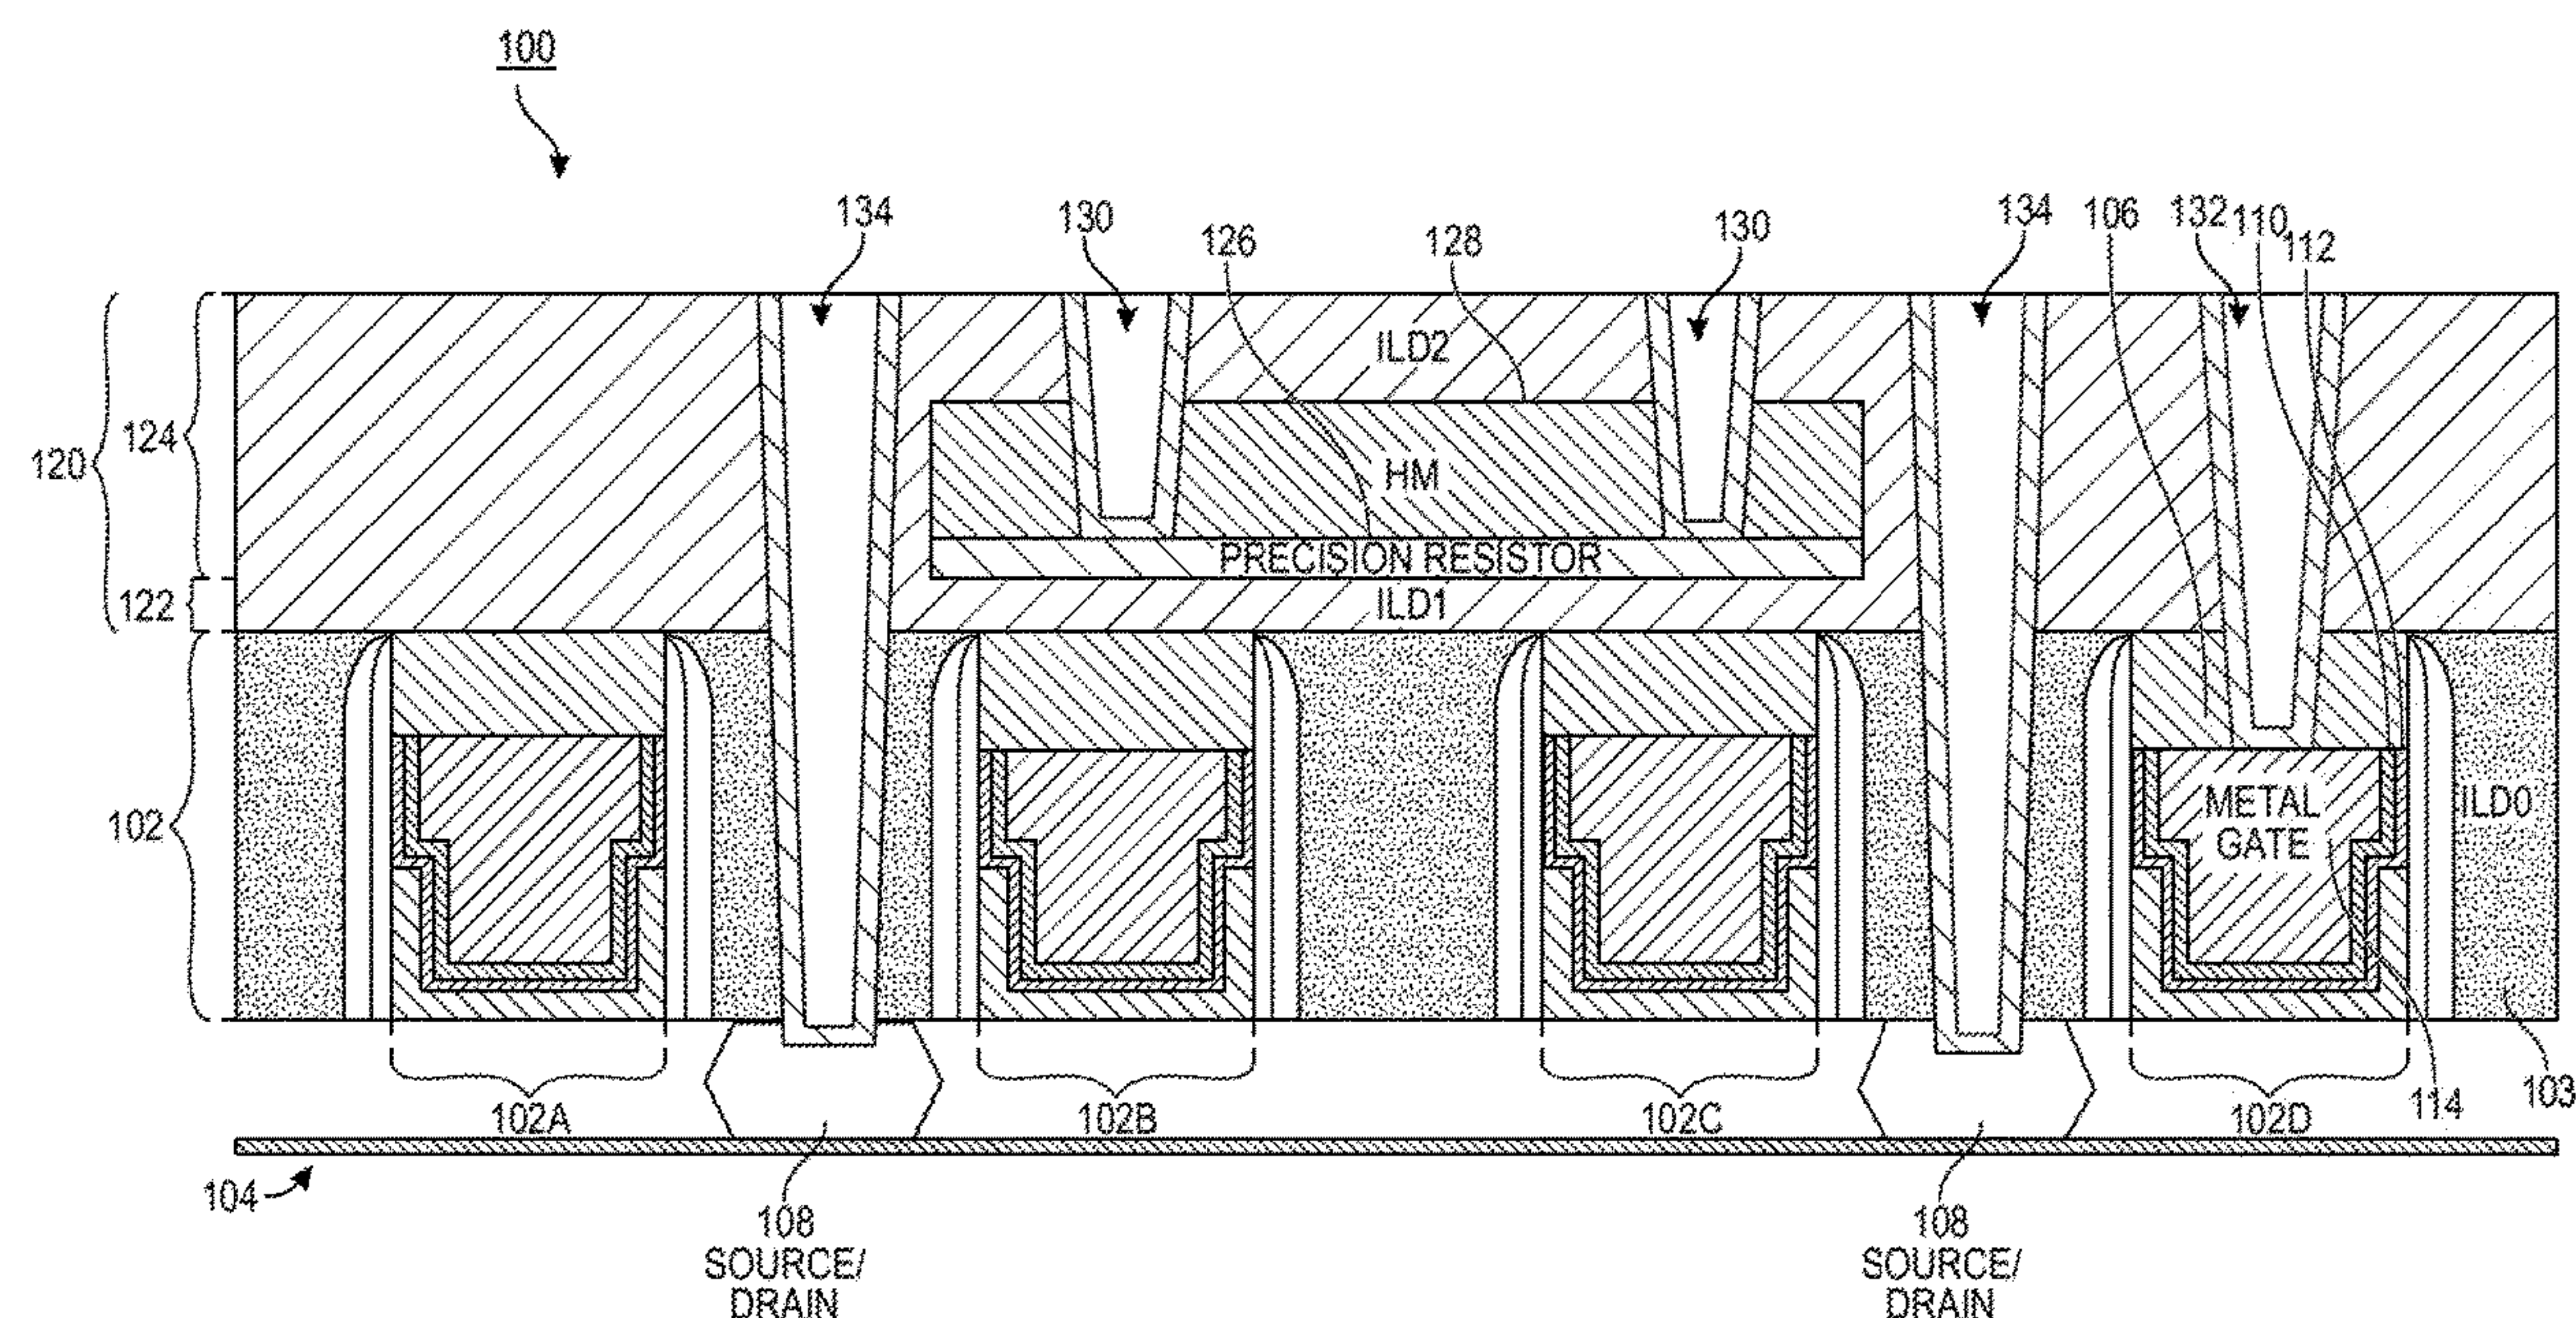 100
134
130
126
128
130
134
106
132
110
112
ILD2
124
120
HM
PRECISION RESISTOR
122
ILD1
102
METAL
GATE
ILD0
102A
102B
102C
102D
114
103
104
108
SOURCE/
DRAIN
108
SOURCE/
DRAIN